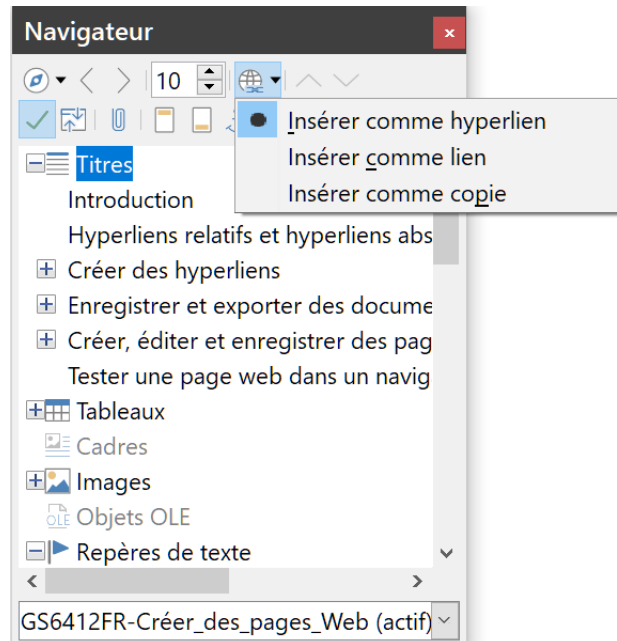 Navigateur
10
Insérer comme hyperlien
Insérer comme lien
Insérer comme copie
Titres
Introduction
Hyperliens relatifs et hyperliens abs
Créer des hyperliens
Enregistrer et exporter des docume
Créer, éditer et enregistrer des pag
Tester une page web dans un navig
Tableaux
Cadres
Images
OLE Objets OLE
Repères de texte
GS6412FR-Créer_des_pages_Web (actif)